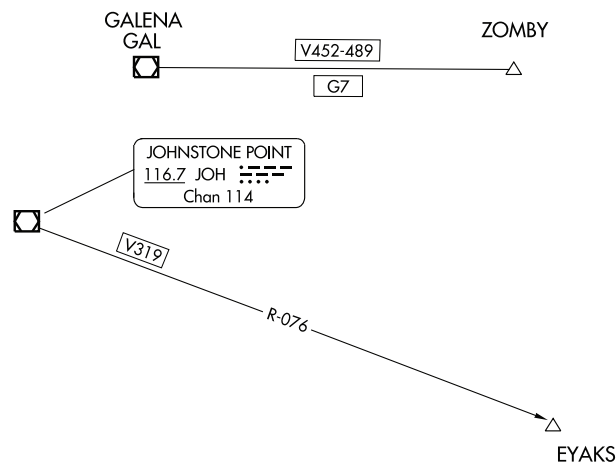 GALENA
GAL
ZOMBY
V452-489
G7
JOHNSTONE POINT
116.7 JOH
Chan 114
V319
R-076
EYAKS